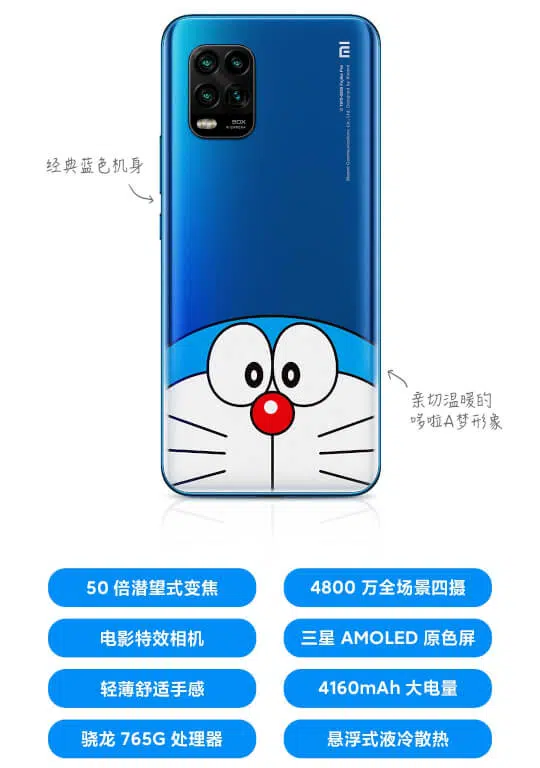 mi
50X
经典蓝色机身
亲切温暖的
哆啦A梦形象
50 倍潜望式变焦
4800 万全场景四摄
电影特效相机
三星 AMOLED 原色屏
轻薄舒适手感
4160mAh 大电量
骁龙 765G 处理器
悬浮式液冷散热